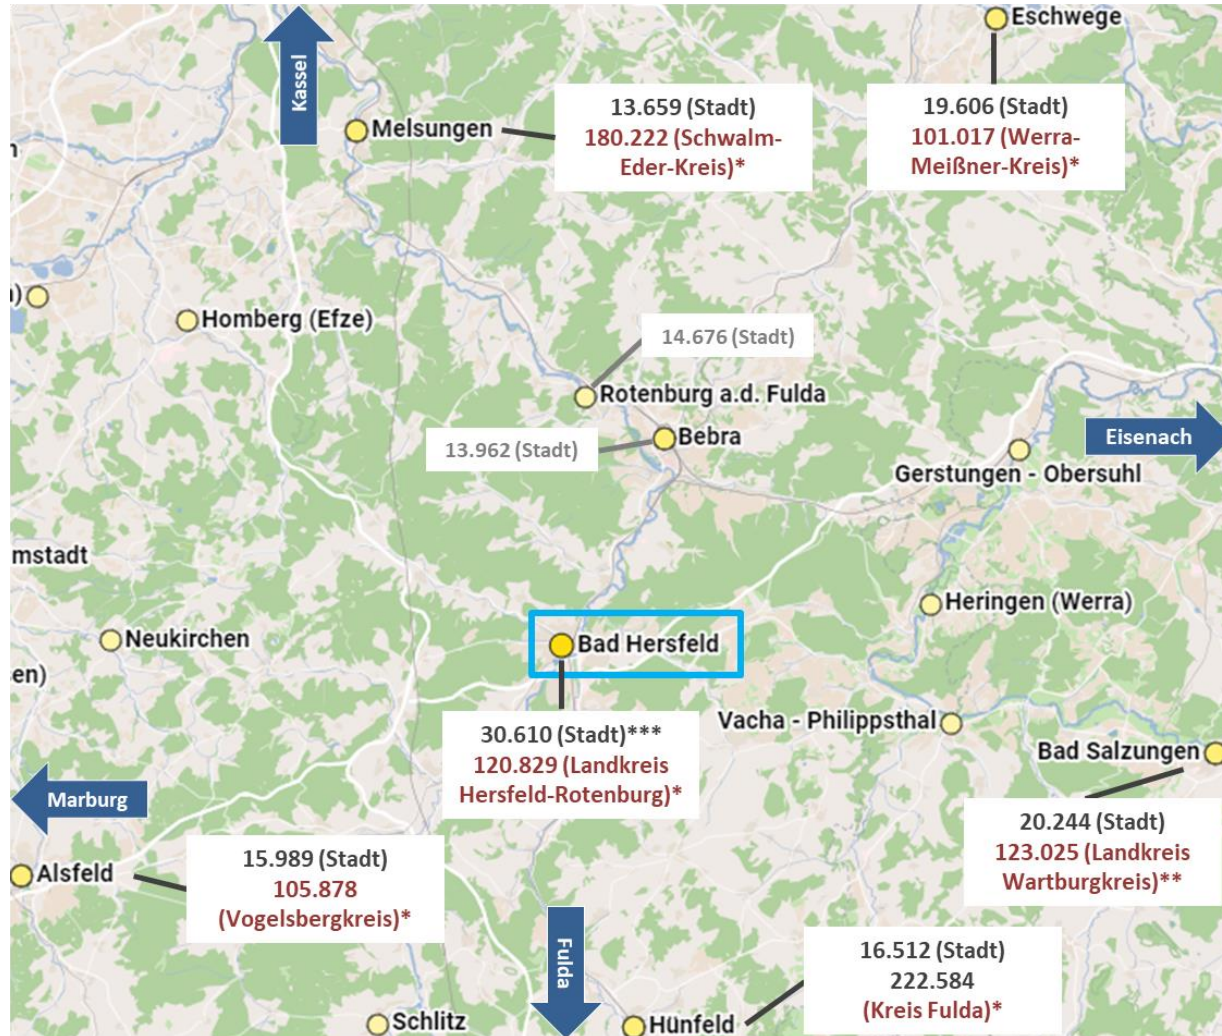 Eschwege
Kassel
13.659 (Stadt)
180.222 (Schwalm-
Eder-Kreis)*
19.606 (Stadt)
101.017 (Werra-
Meißner-Kreis)*
Melsungen
n
n)
Homberg (Efze)
14.676 (Stadt)
Rotenburg a.d. Fulda
13.962 (Stadt)
Bebra
Eisenach
Gerstungen - Obersuhl
mstadt
Heringen (Werra)
Neukirchen
Bad Hersfeld
sen)
30.610 (Stadt)***
120.829 (Landkreis
Hersfeld-Rotenburg)*
Vacha - Philippsthal
Bad Salzungen
Marburg
20.244 (Stadt)
123.025 (Landkreis
Wartburgkreis)**
Alsfeld
15.989 (Stadt)
105.878
(Vogelsbergkreis)*
Fulda
16.512 (Stadt)
222.584
(Kreis Fulda)*
Schlitz
Hünfeld